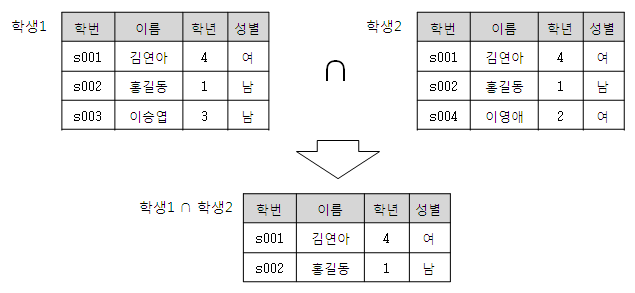 학생1
학번 이름 학년 성별
s001 김연아 4 여
s002 홍길동 1 남
s003 이승엽 3 남
∩
학생2
학번 이름 학년 성별
s001 김연아 4 여
s002 홍길동 1 남
s004 이영애 2 여
학생1 ∩ 학생2
학번 이름 학년 성별
s001 김연아 4 여
s002 홍길동 1 남